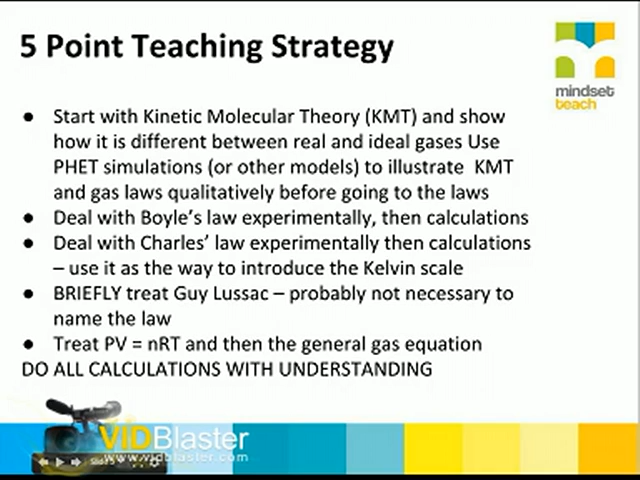 5 Point Teaching Strategy
mindset
teach
● Start with Kinetic Molecular Theory (KMT) and show
how it is different between real and ideal gases Use
PHET simulations (or other models) to illustrate KMT
and gas laws qualitatively before going to the laws
● Deal with Boyle's law experimentally, then calculations
● Deal with Charles' law experimentally then calculations
– use it as the way to introduce the Kelvin scale
● BRIEFLY treat Guy Lussac – probably not necessary to
name the law
● Treat PV = nRT and then the general gas equation
DO ALL CALCULATIONS WITH UNDERSTANDING
VIDBlaster
www.vidblaster.com